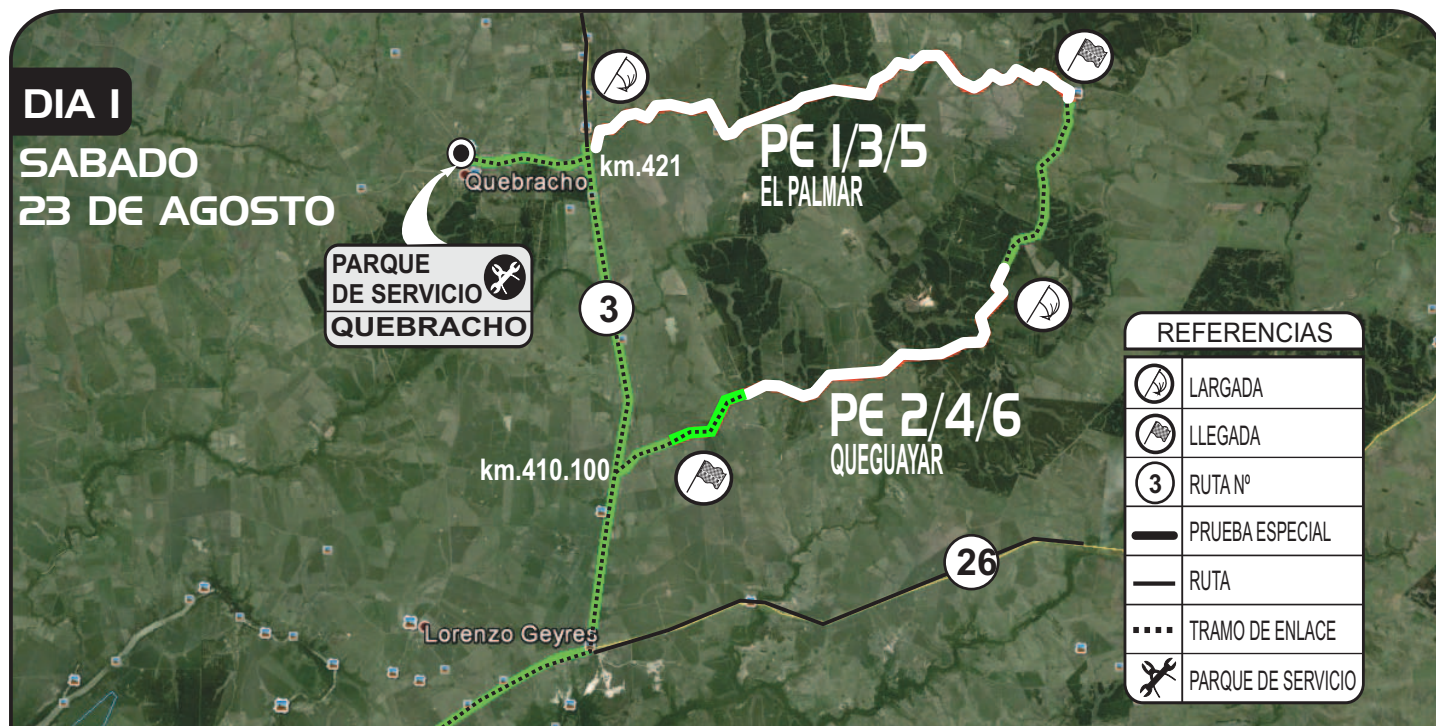 DIA I
SABADO
23 DE AGOSTO
km.421
Quebracho
PE 1/3/5
EL PALMAR
PARQUE
DE SERVICIO
QUEBRACHO
3
PE 2/4/6
QUEGUAYAR
km.410.100
26
Lorenzo Geyres
REFERENCIAS
LARGADA
LLEGADA
3 RUTA Nº
PRUEBA ESPECIAL
RUTA
TRAMO DE ENLACE
PARQUE DE SERVICIO